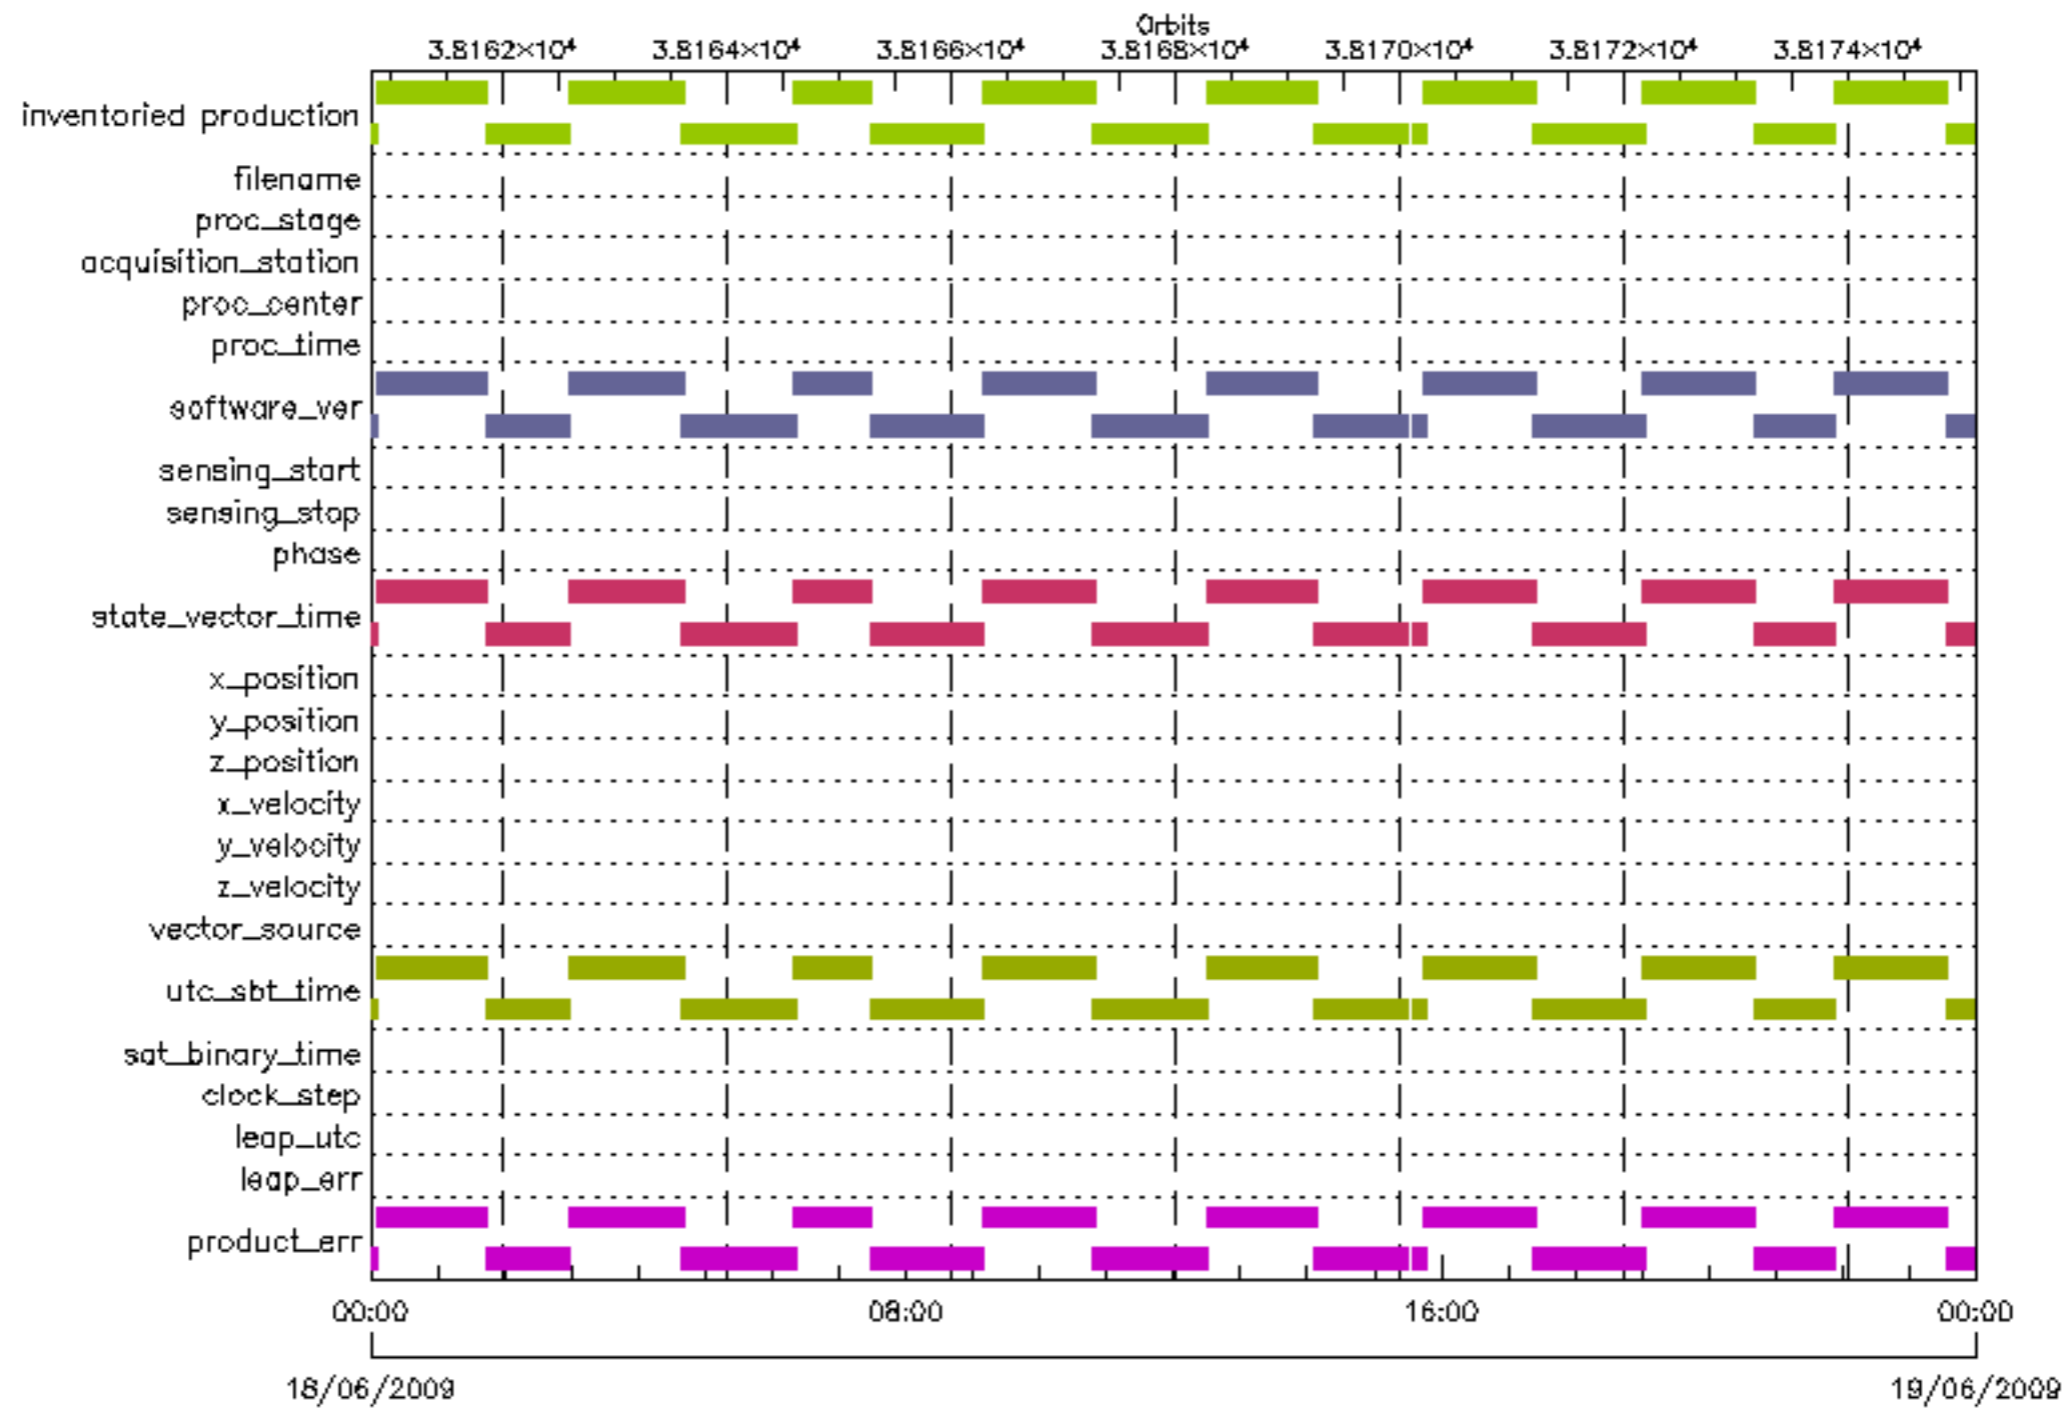 Orbits
3.8162×10⁴ 3.8164×10⁴ 3.8166×10⁴ 3.8168×10⁴ 3.8170×10⁴ 3.8172×10⁴ 3.8174×10⁴
inventoried production
filename
proc_stage
acquisition_station
proc_center
proc_time
software_ver
sensing_start
sensing_stop
phase
state_vector_time
x_position
y_position
z_position
x_velocity
y_velocity
z_velocity
vector_source
utc_sbt_time
sat_binary_time
clock_step
leap_utc
leap_err
product_err
00:00 08:00 16:00 00:00
18/06/2009 19/06/2009